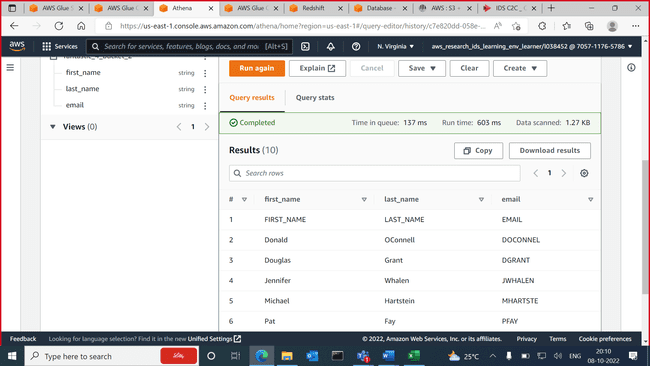 AWS Glue S
AWS Glue
Athena
AWS Glue
Redshift
Database -
AWS : S3 =
IDS C2C _
https://us-east-1.console.aws.amazon.com/athena/home?region=us-east-1#/query-editor/history/c7e820dd-058e-...
aws
Services
Search for services, features, blogs, docs, and mo
[Alt+S]
N. Virginia
aws_research_ids_learning_env_learner/l038452 @ 7057-1176-5786
first_name string
last_name string
email string
Views (0)
1
Run again
Explain
Cancel
Save
Clear
Create
Query results
Query stats
Completed
Time in queue: 137 ms
Run time: 603 ms
Data scanned: 1.27 KB
Results (10)
Copy
Download results
Search rows
1
# first_name last_name email
1 FIRST_NAME LAST_NAME EMAIL
2 Donald OConnell DOCONNEL
3 Douglas Grant DGRANT
4 Jennifer Whalen JWHALEN
5 Michael Hartstein MHARTSTE
6 Pat Fay PFAY
Feedback
Looking for language selection? Find it in the new Unified Settings
© 2022, Amazon Web Services, Inc. or its affiliates.
Privacy
Terms
Cookie preferences
Type here to search
25°C
ENG
20:10
08-10-2022